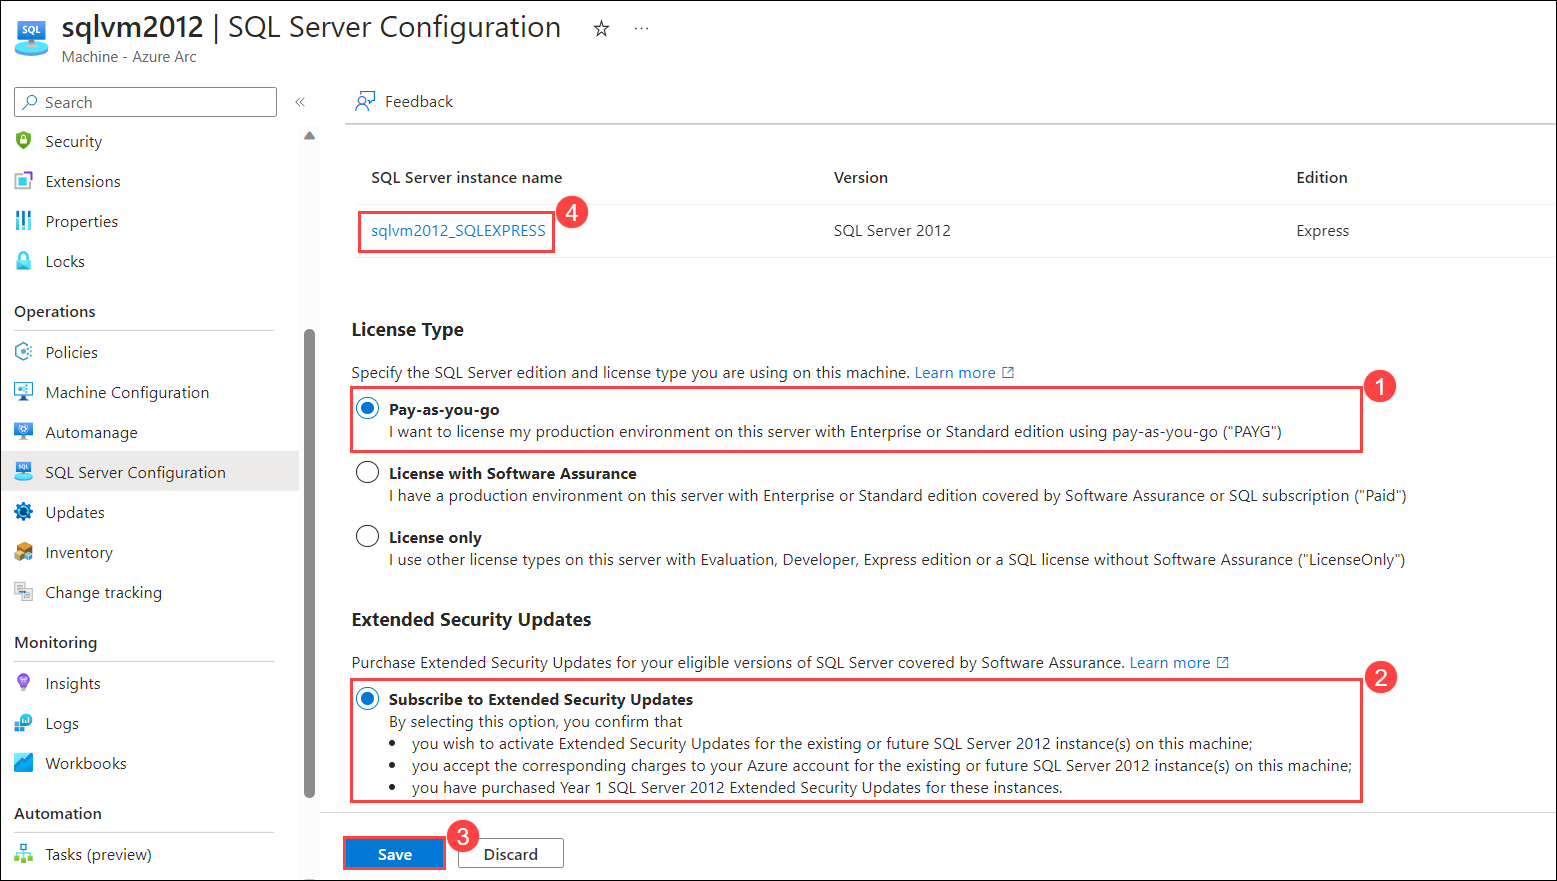 SQL
sqlvm2012 | SQL Server Configuration ☆ ...
Machine - Azure Arc
Search «
Security
Extensions
Properties
Locks
Operations
Policies
Machine Configuration
Automanage
SQL Server Configuration
Updates
Inventory
Change tracking
Monitoring
Insights
Logs
Workbooks
Automation
Tasks (preview)
Feedback
SQL Server instance name Version Edition
4
sqlvm2012_SQLEXPRESS SQL Server 2012 Express
License Type
Specify the SQL Server edition and license type you are using on this machine. Learn more
1
Pay-as-you-go
I want to license my production environment on this server with Enterprise or Standard edition using pay-as-you-go ("PAYG")
License with Software Assurance
I have a production environment on this server with Enterprise or Standard edition covered by Software Assurance or SQL subscription ("Paid")
License only
I use other license types on this server with Evaluation, Developer, Express edition or a SQL license without Software Assurance ("LicenseOnly")
Extended Security Updates
Purchase Extended Security Updates for your eligible versions of SQL Server covered by Software Assurance. Learn more
2
Subscribe to Extended Security Updates
By selecting this option, you confirm that
• you wish to activate Extended Security Updates for the existing or future SQL Server 2012 instance(s) on this machine;
• you accept the corresponding charges to your Azure account for the existing or future SQL Server 2012 instance(s) on this machine;
• you have purchased Year 1 SQL Server 2012 Extended Security Updates for these instances.
3
Save Discard